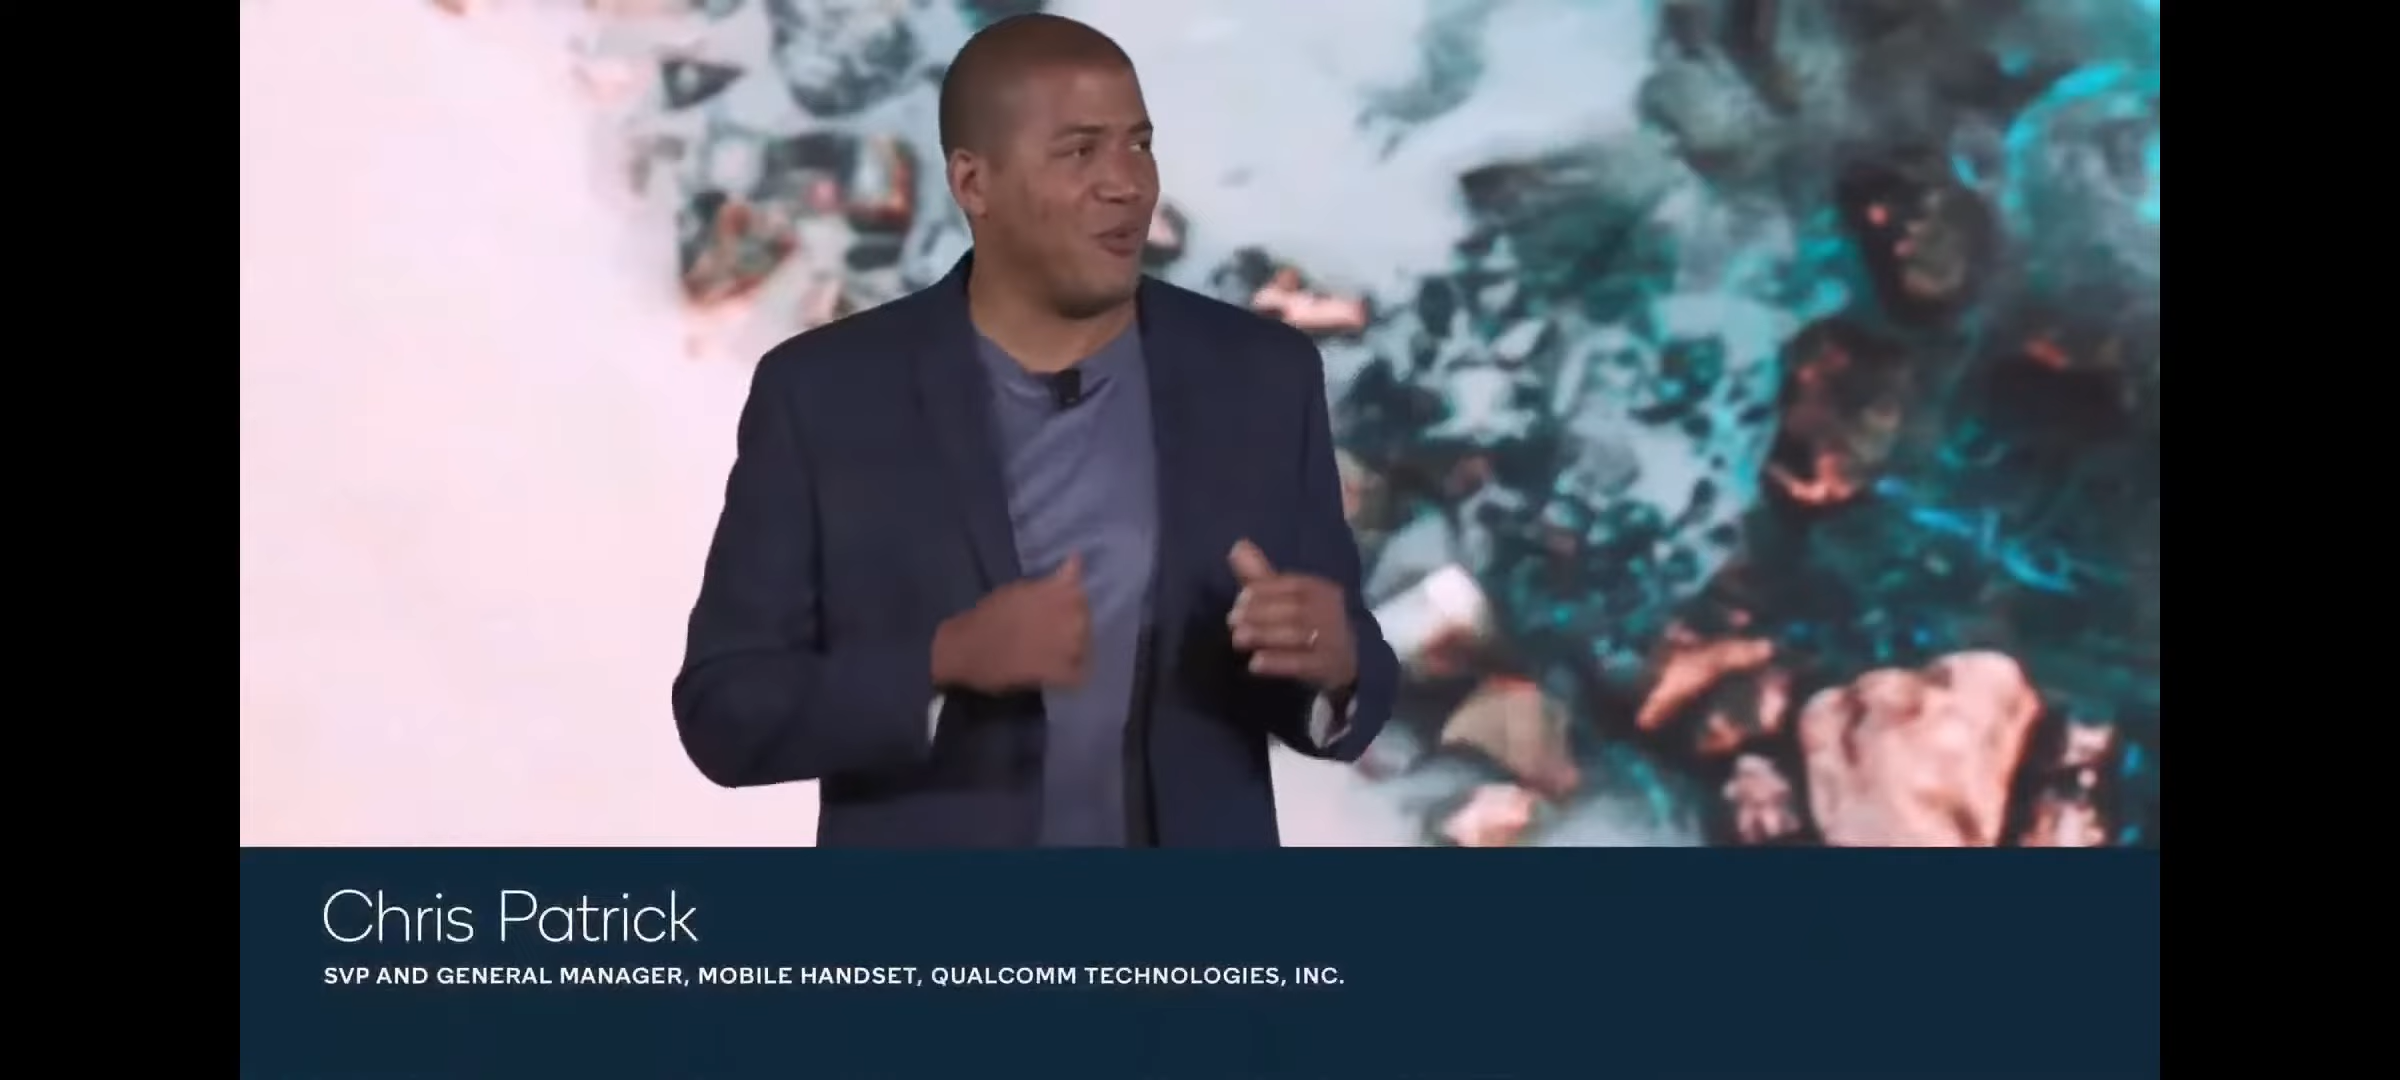 Chris Patrick
SVP AND GENERAL MANAGER, MOBILE HANDSET, QUALCOMM TECHNOLOGIES, INC.